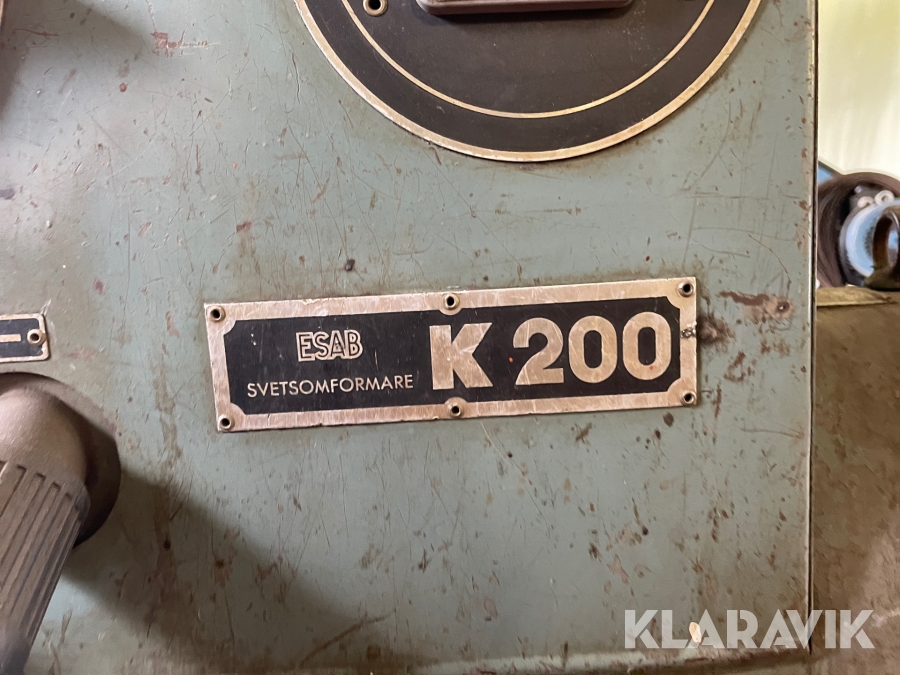 ESAB
SVETSOMFORMARE
K 200
KLARAVIK